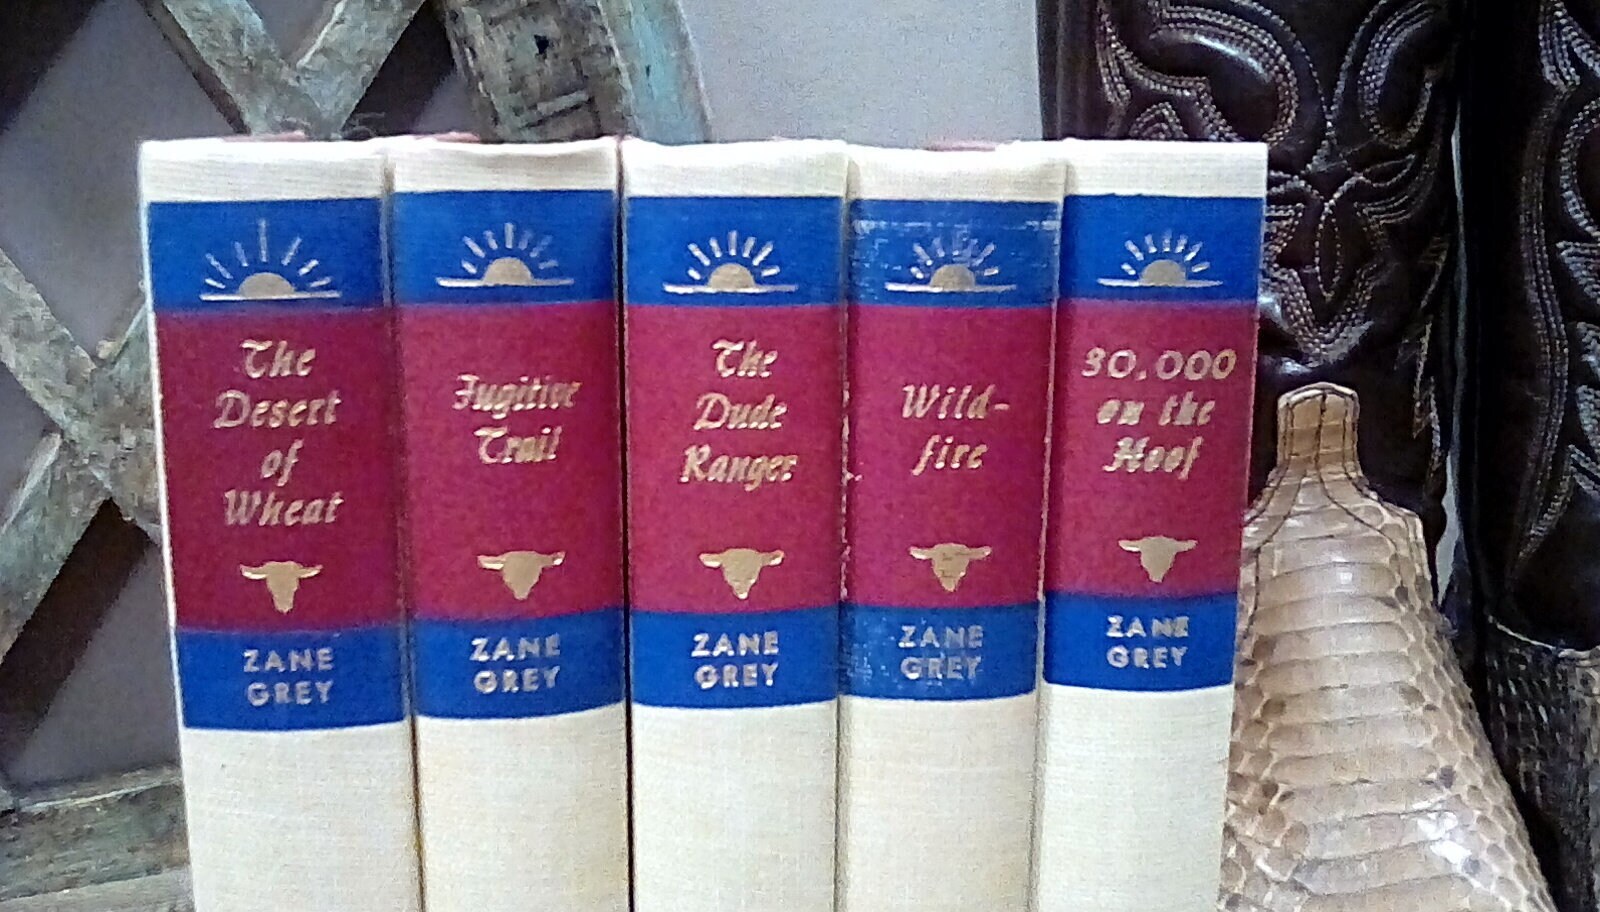 The
Desert
of
Wheat
ZANE
GREY
Fugitive
Trail
ZANE
GREY
The
Dude
Ranger
ZANE
GREY
Wild-
fire
ZANE
GREY
30,000
on the
Hoof
ZANE
GREY